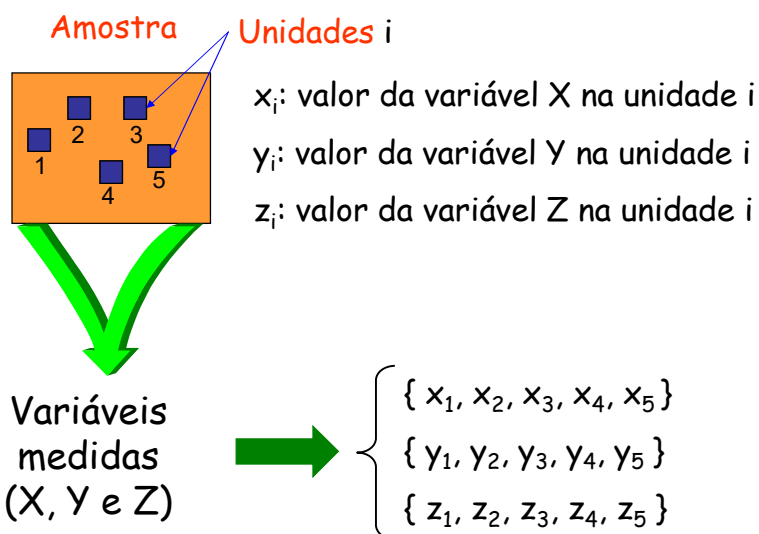 Amostra
Unidades i
1
2
3
4
5
xᵢ: valor da variável X na unidade i
yᵢ: valor da variável Y na unidade i
zᵢ: valor da variável Z na unidade i
Variáveis
medidas
(X, Y e Z)
{ x₁, x₂, x₃, x₄, x₅ }
{ y₁, y₂, y₃, y₄, y₅ }
{ z₁, z₂, z₃, z₄, z₅ }